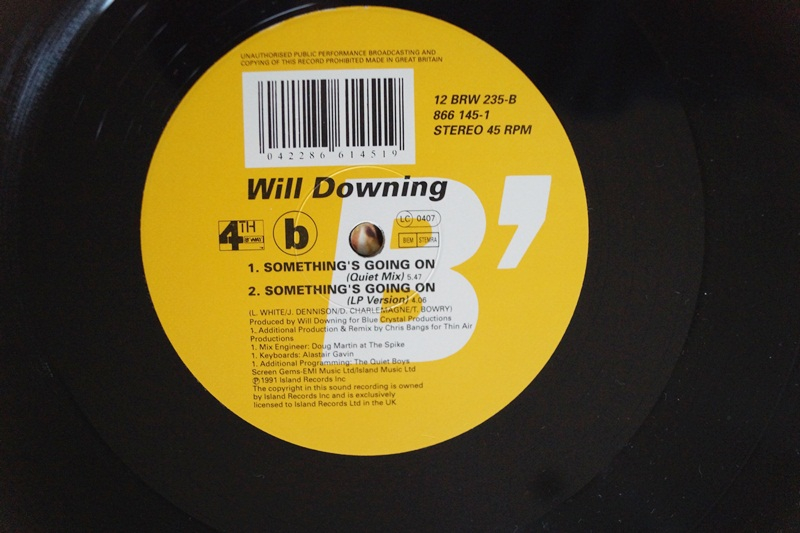 UNAUTHORISED PUBLIC PERFORMANCE BROADCASTING AND
COPYING OF THIS RECORD PROHIBITED MADE IN GREAT BRITAIN
12 BRW 235-B
866 145-1
STEREO 45 RPM
0 42286 614519
Will Downing
B'
4TH
b
LC 0407
BIEM STEMRA
1. SOMETHING'S GOING ON
(Quiet Mix) 5.47
2. SOMETHING'S GOING ON
(LP Version) 4.06
(L. WHITE/J. DENNISON/D. CHARLEMAGNE/T. BOWRY)
Produced by Will Downing for Blue Crystal Productions
1. Additional Production & Remix by Chris Bangs for Thin Air
Productions
1. Mix Engineer: Doug Martin at The Spike
1. Keyboards: Alastair Gavin
1. Additional Programming: The Quiet Boys
Screen Gems-EMI Music Ltd/Island Music Ltd
℗1991 Island Records Inc
The copyright in this sound recording is owned
by Island Records Inc and is exclusively
licensed to Island Records Ltd in the UK